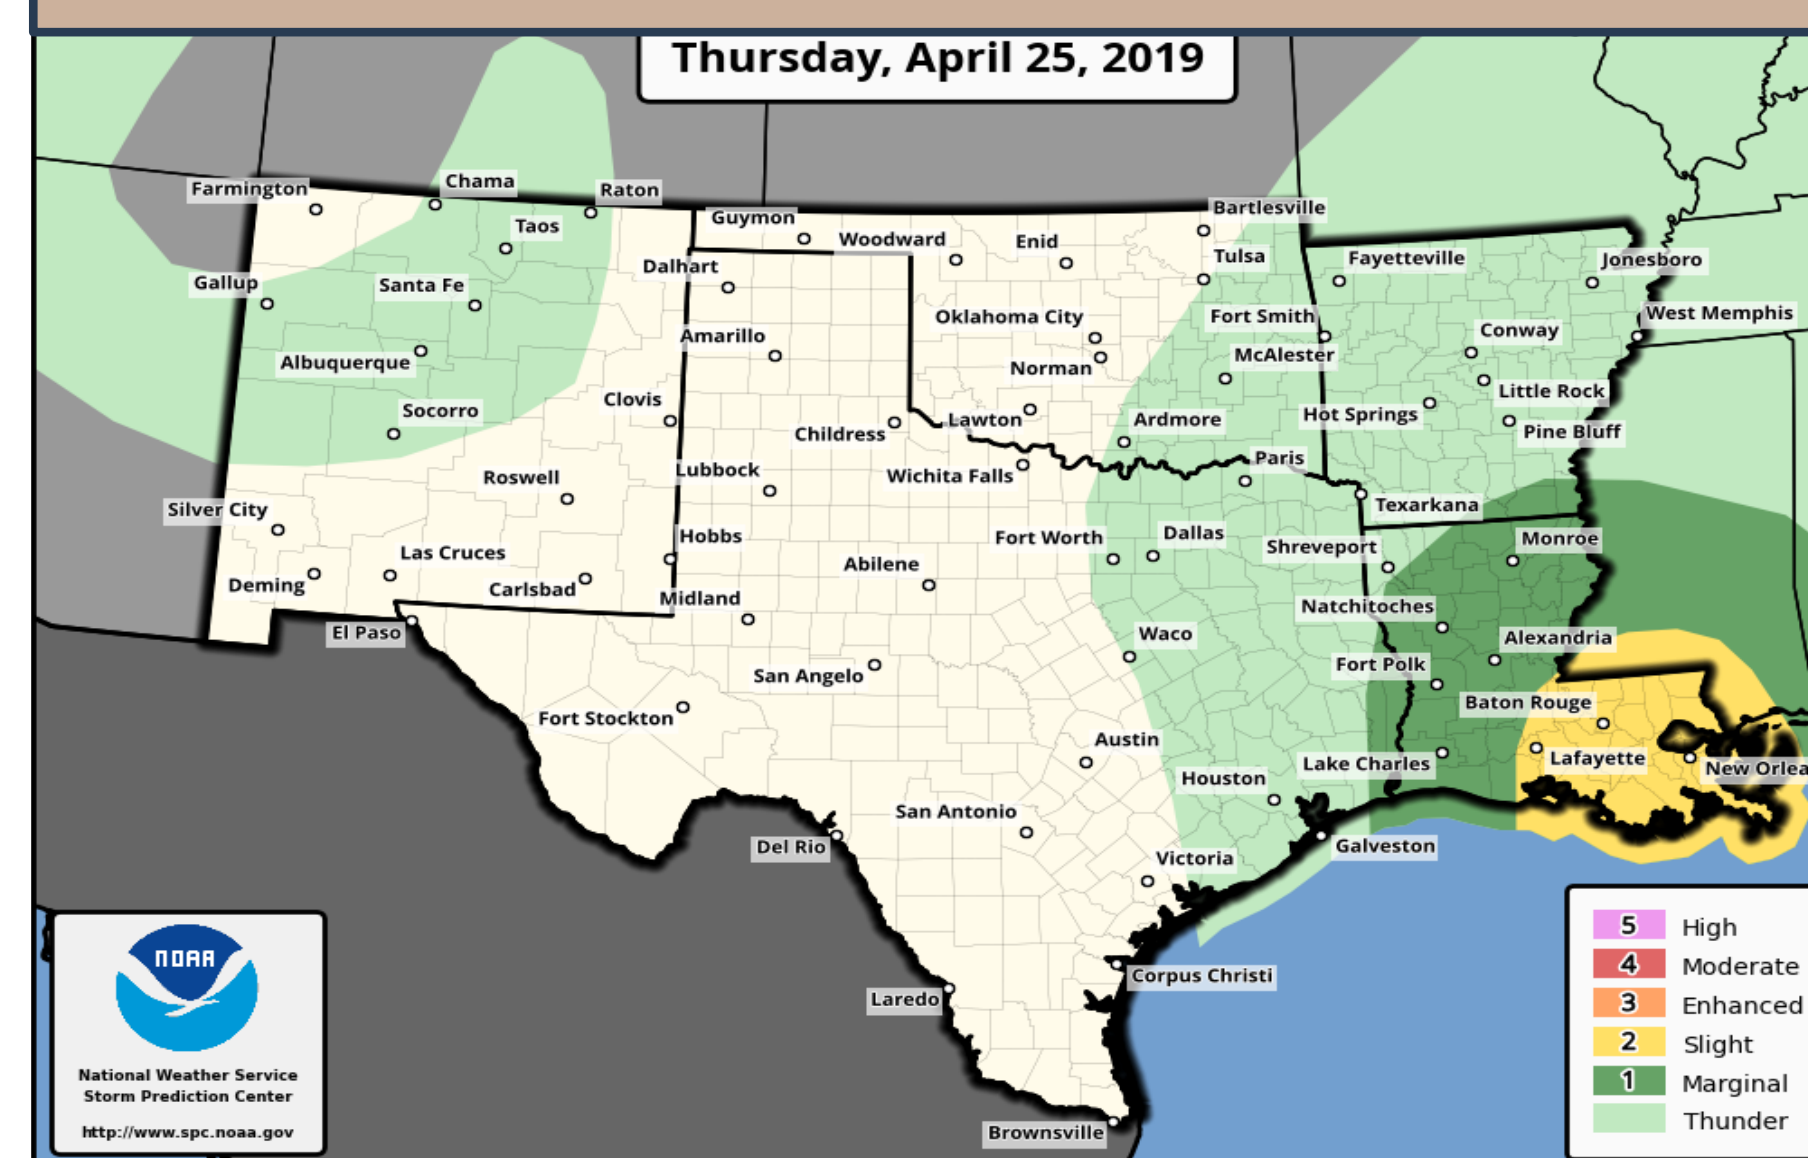 Thursday, April 25, 2019
Farmington
Chama
Raton
Taos
Guymon
Woodward
Enid
Bartlesville
Tulsa
Fayetteville
Jonesboro
Gallup
Santa Fe
Dalhart
Oklahoma City
Fort Smith
West Memphis
Conway
Amarillo
Albuquerque
Norman
McAlester
Little Rock
Socorro
Clovis
Childress
Lawton
Ardmore
Hot Springs
Pine Bluff
Roswell
Lubbock
Wichita Falls
Paris
Texarkana
Silver City
Las Cruces
Hobbs
Fort Worth
Dallas
Shreveport
Monroe
Deming
Carlsbad
Midland
Abilene
Natchitoches
El Paso
Waco
Alexandria
San Angelo
Fort Polk
Fort Stockton
Baton Rouge
Austin
Houston
Lake Charles
Lafayette
New Orlea
San Antonio
Del Rio
Victoria
Galveston
Corpus Christi
Laredo
Brownsville
NOAA
National Weather Service
Storm Prediction Center
http://www.spc.noaa.gov
5 High
4 Moderate
3 Enhanced
2 Slight
1 Marginal
Thunder